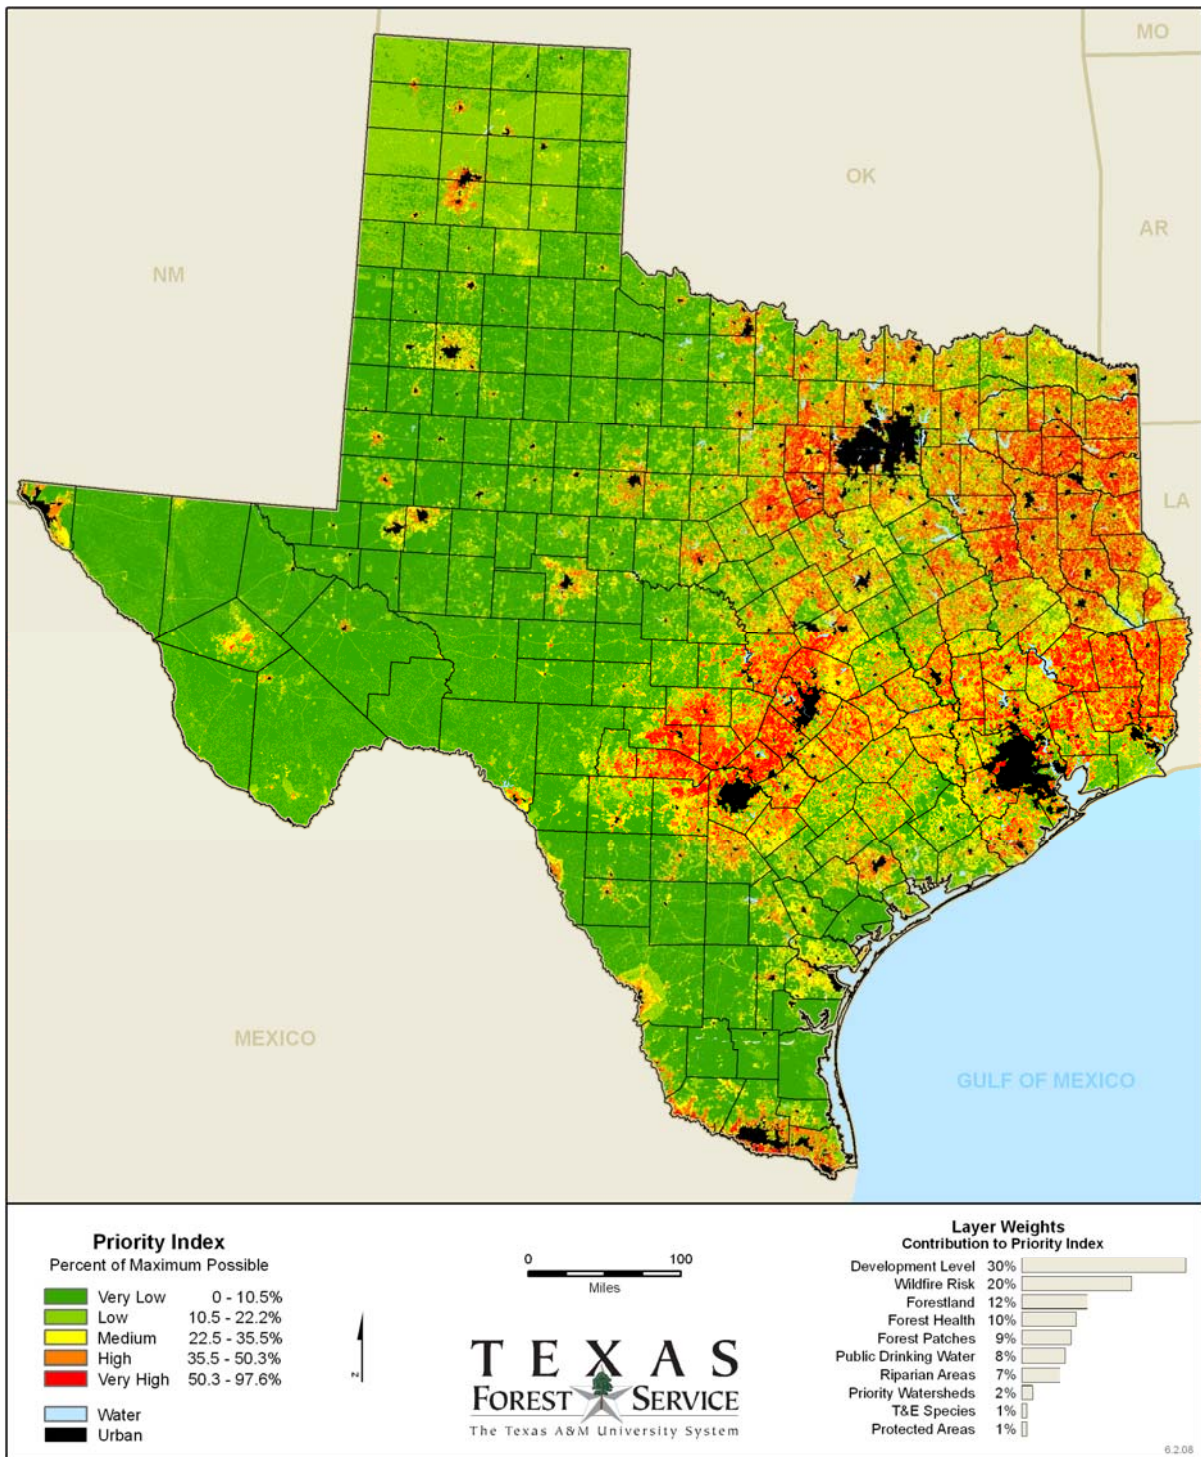 MO
OK
AR
NM
LA
MEXICO
GULF OF MEXICO
Priority Index
Percent of Maximum Possible
Very Low 0 - 10.5%
Low 10.5 - 22.2%
Medium 22.5 - 35.5%
High 35.5 - 50.3%
Very High 50.3 - 97.6%
Water
Urban
N
0 100
Miles
TEXAS
FOREST SERVICE
The Texas A&M University System
Layer Weights
Contribution to Priority Index
Development Level 30%
Wildfire Risk 20%
Forestland 12%
Forest Health 10%
Forest Patches 9%
Public Drinking Water 8%
Riparian Areas 7%
Priority Watersheds 2%
T&E Species 1%
Protected Areas 1%
6.2.08